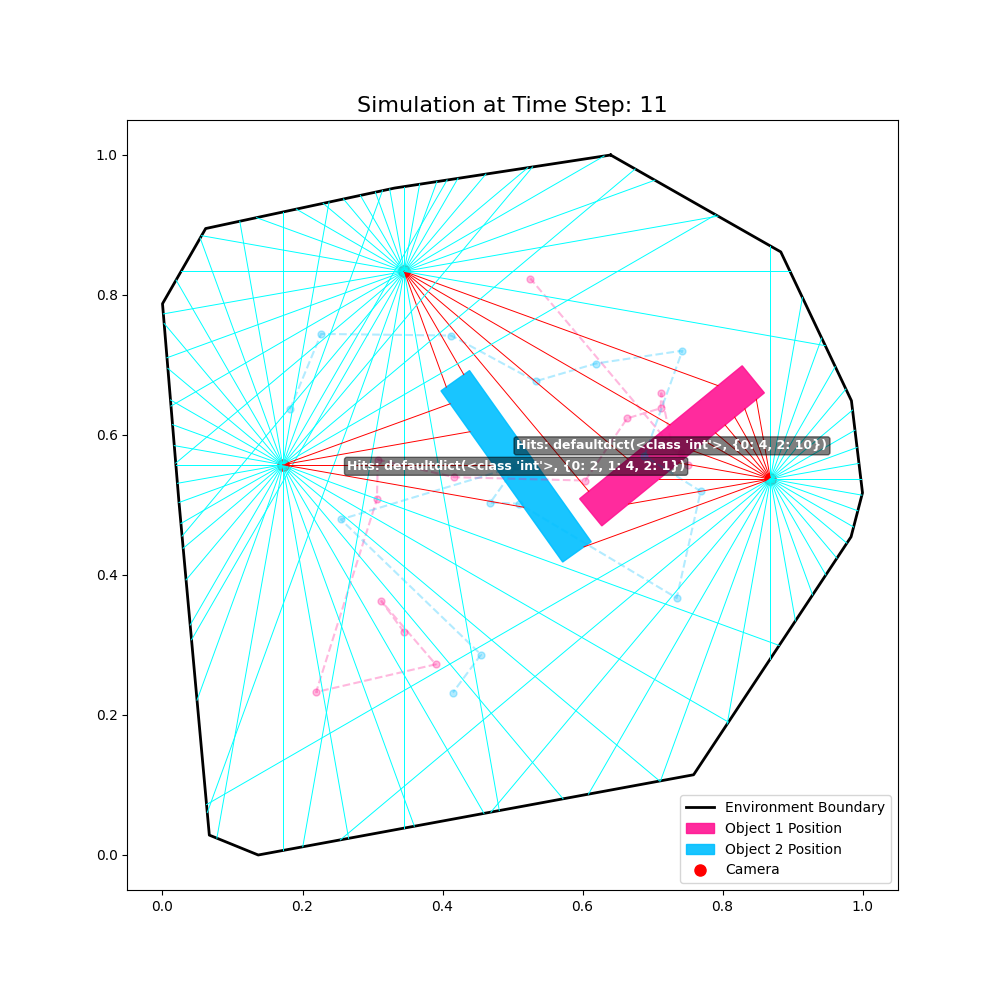 Simulation at Time Step: 11
1.0
0.8
0.6
0.4
0.2
0.0
Hits: defaultdict(<class 'int'>, {0: 4, 2: 10})
Hits: defaultdict(<class 'int'>, {0: 2, 1: 4, 2: 1})
Environment Boundary
Object 1 Position
Object 2 Position
Camera
0.0 0.2 0.4 0.6 0.8 1.0